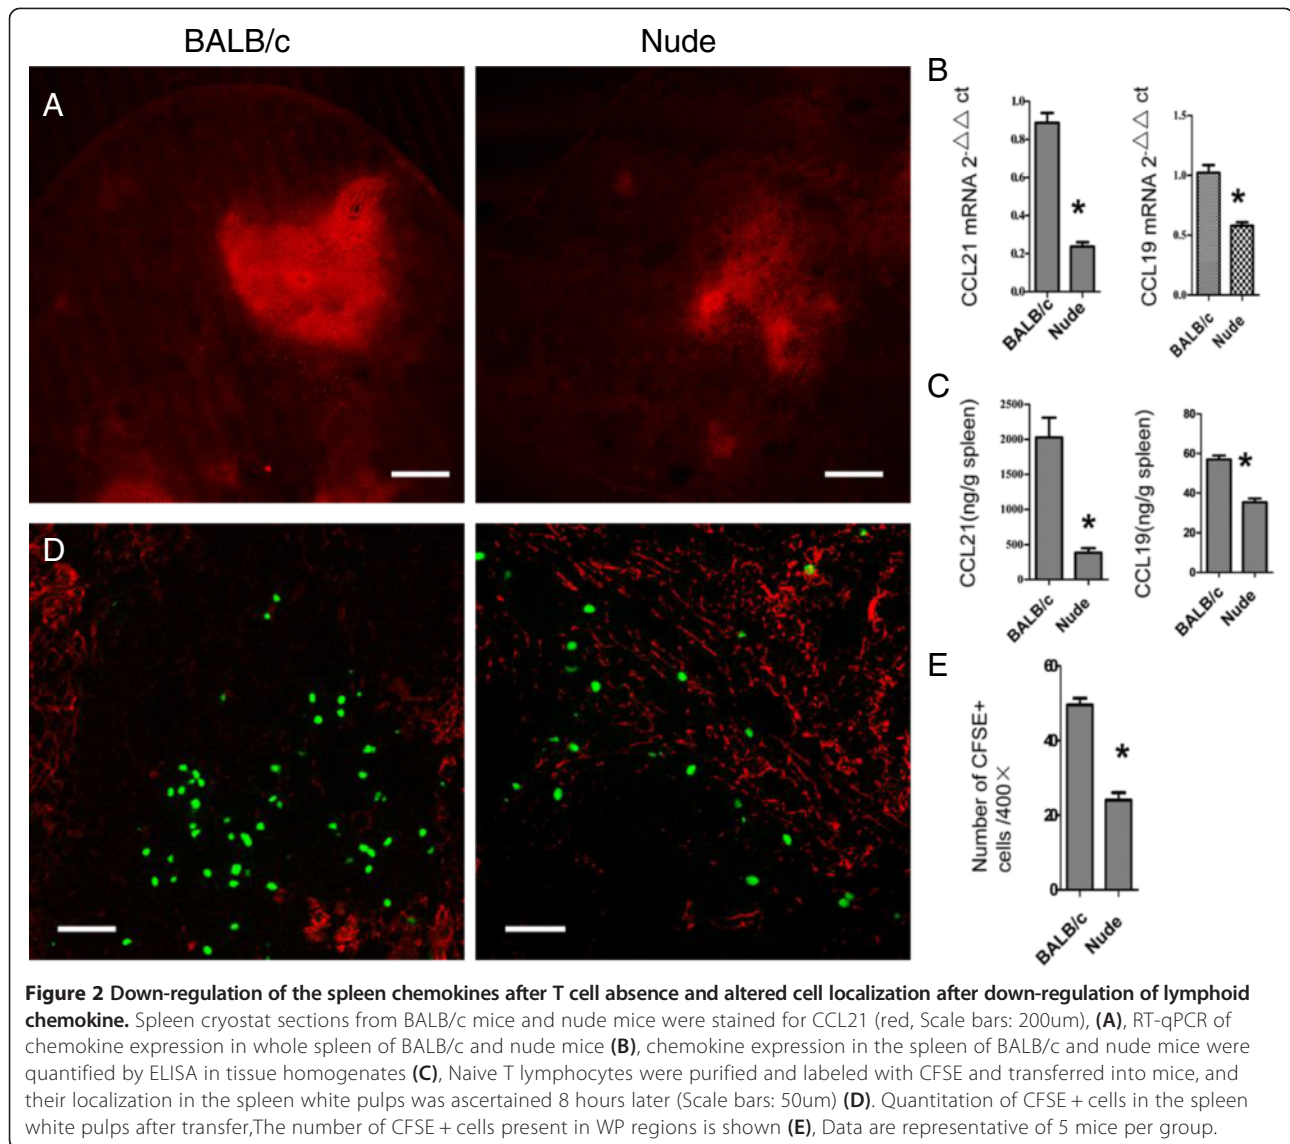 BALB/c
Nude
A
B
CCL21 mRNA 2-△△ ct
1.0
0.8
0.6
0.4
0.2
0.0
*
BALB/c
Nude
CCL19 mRNA 2-△△ ct
1.5
1.0
0.5
0.0
*
BALB/c
Nude
C
CCL21(ng/g spleen)
2500
2000
1500
1000
500
0
*
BALB/c
Nude
CCL19(ng/g spleen)
80
60
40
20
0
*
BALB/c
Nude
D
E
Number of CFSE+
cells /400×
60
40
20
0
*
BALB/c
Nude
Figure 2 Down-regulation of the spleen chemokines after T cell absence and altered cell localization after down-regulation of lymphoid
chemokine. Spleen cryostat sections from BALB/c mice and nude mice were stained for CCL21 (red, Scale bars: 200um), (A), RT-qPCR of
chemokine expression in whole spleen of BALB/c and nude mice (B), chemokine expression in the spleen of BALB/c and nude mice were
quantified by ELISA in tissue homogenates (C), Naive T lymphocytes were purified and labeled with CFSE and transferred into mice, and
their localization in the spleen white pulps was ascertained 8 hours later (Scale bars: 50um) (D). Quantitation of CFSE + cells in the spleen
white pulps after transfer,The number of CFSE + cells present in WP regions is shown (E), Data are representative of 5 mice per group.